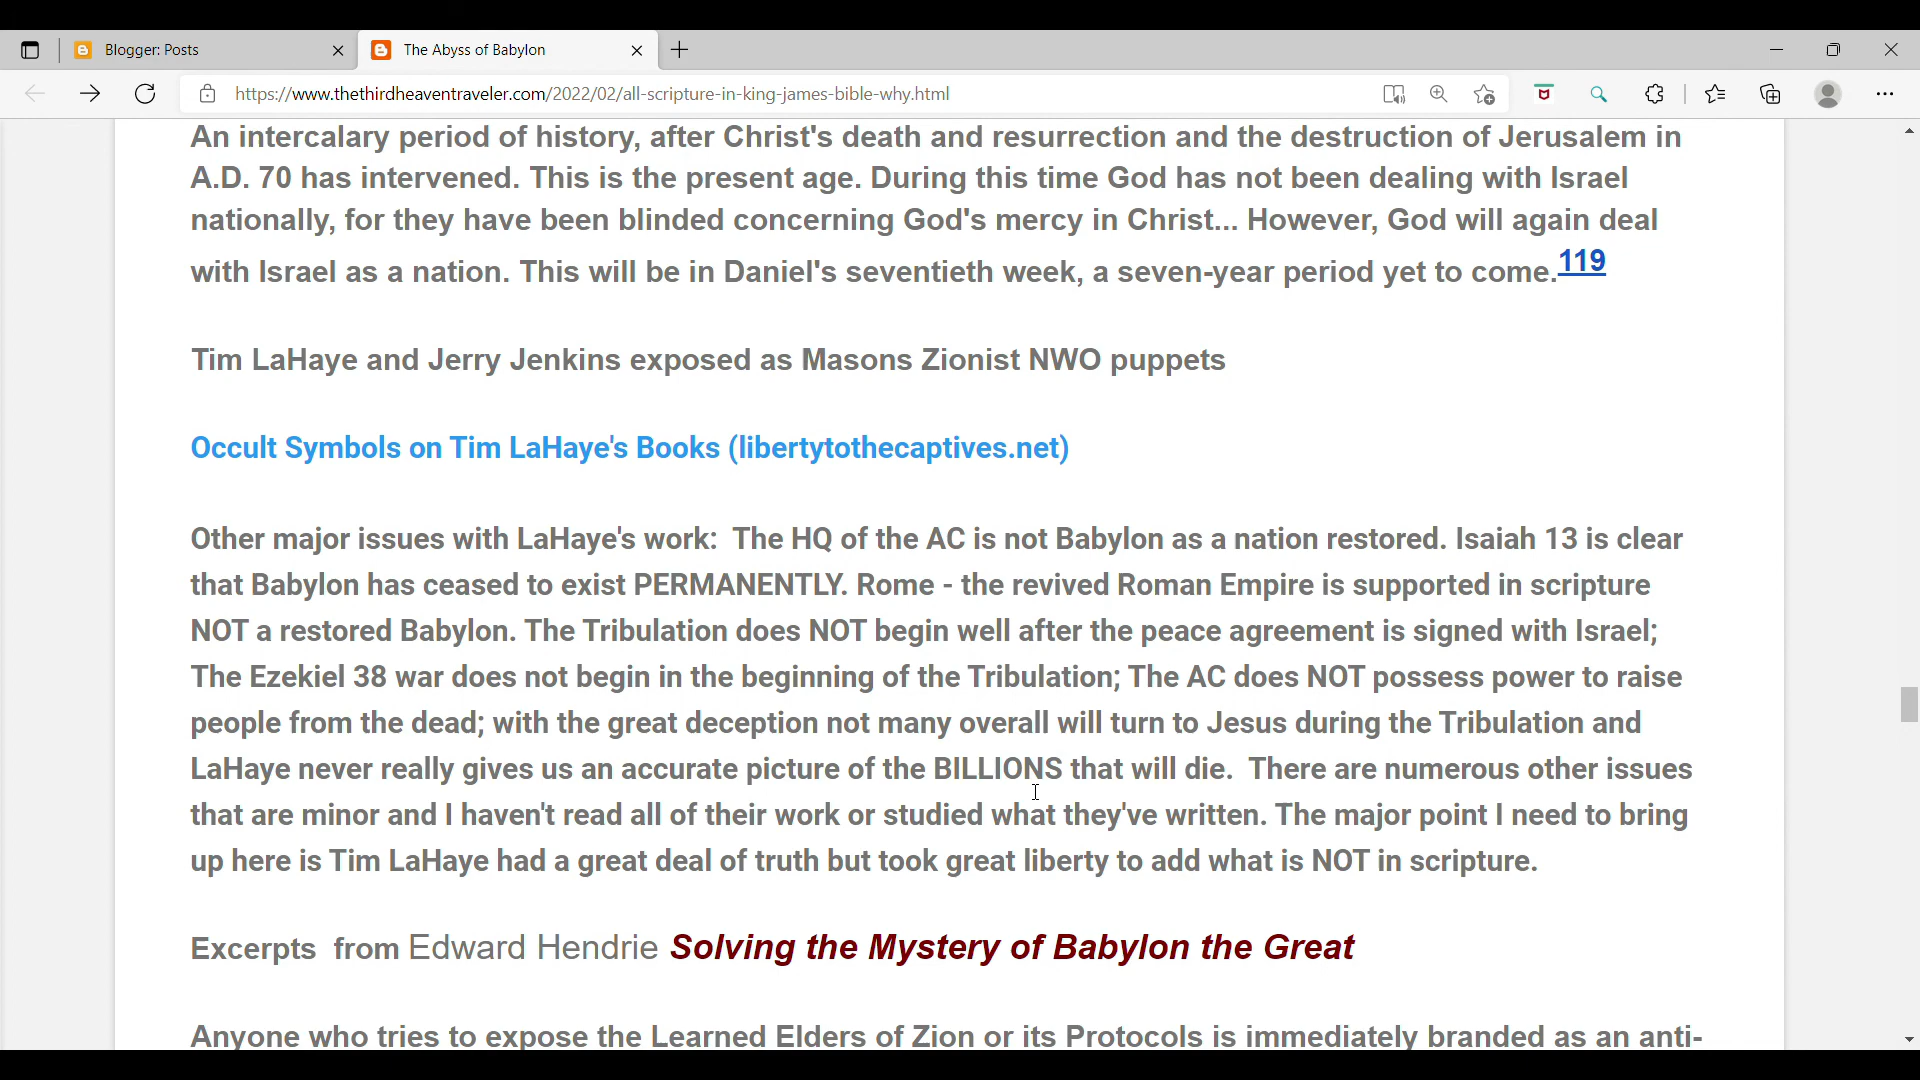 Blogger: Posts
The Abyss of Babylon
https://www.thethirdheaventraveler.com/2022/02/all-scripture-in-king-james-bible-why.html
An intercalary period of history, after Christ's death and resurrection and the destruction of Jerusalem in
A.D. 70 has intervened. This is the present age. During this time God has not been dealing with Israel
nationally, for they have been blinded concerning God's mercy in Christ... However, God will again deal
with Israel as a nation. This will be in Daniel's seventieth week, a seven-year period yet to come.119
Tim LaHaye and Jerry Jenkins exposed as Masons Zionist NWO puppets
Occult Symbols on Tim LaHaye's Books (libertytothecaptives.net)
Other major issues with LaHaye's work:  The HQ of the AC is not Babylon as a nation restored. Isaiah 13 is clear
that Babylon has ceased to exist PERMANENTLY. Rome - the revived Roman Empire is supported in scripture
NOT a restored Babylon. The Tribulation does NOT begin well after the peace agreement is signed with Israel;
The Ezekiel 38 war does not begin in the beginning of the Tribulation; The AC does NOT possess power to raise
people from the dead; with the great deception not many overall will turn to Jesus during the Tribulation and
LaHaye never really gives us an accurate picture of the BILLIONS that will die.  There are numerous other issues
that are minor and I haven't read all of their work or studied what they've written. The major point I need to bring
up here is Tim LaHaye had a great deal of truth but took great liberty to add what is NOT in scripture.
Excerpts  from Edward Hendrie Solving the Mystery of Babylon the Great
Anyone who tries to expose the Learned Elders of Zion or its Protocols is immediately branded as an anti-